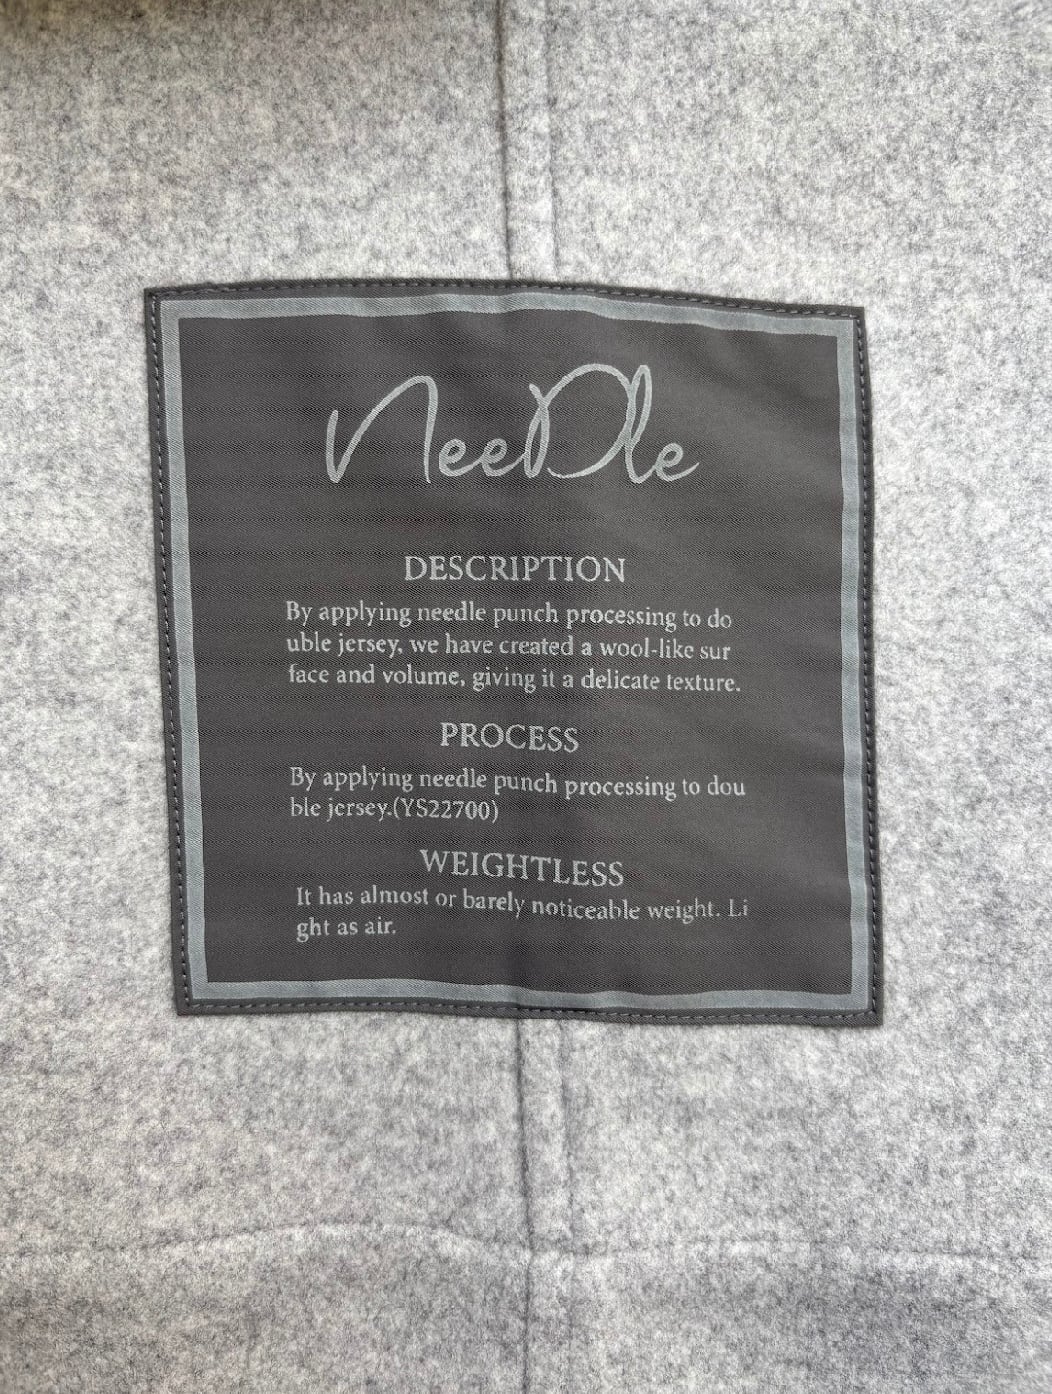 NeeDle
DESCRIPTION
By applying needle punch processing to do
uble jersey, we have created a wool-like sur
face and volume, giving it a delicate texture.
PROCESS
By applying needle punch processing to dou
ble jersey.(YS22700)
WEIGHTLESS
It has almost or barely noticeable weight. Li
ght as air.